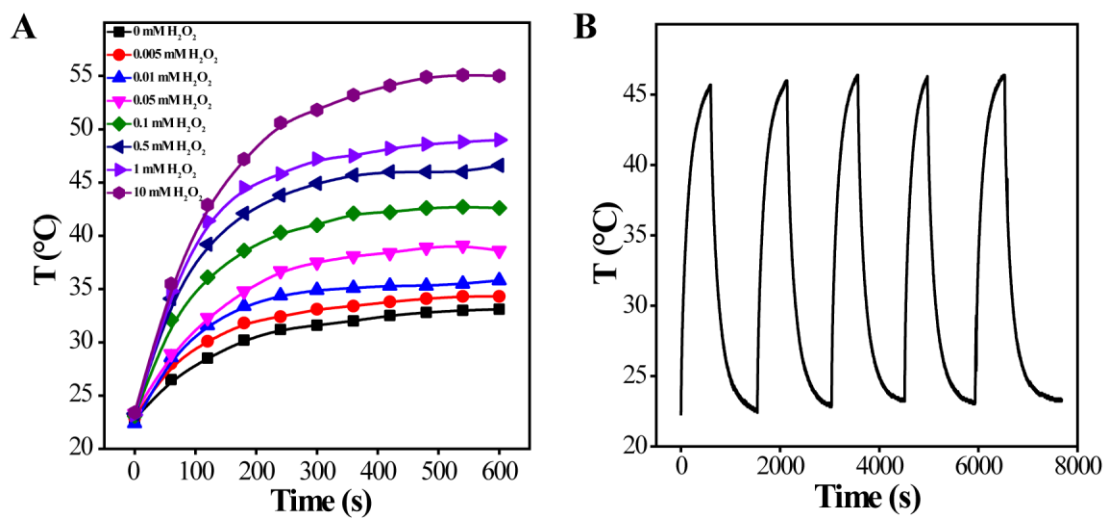 A
0 mM H₂O₂
0.005 mM H₂O₂
0.01 mM H₂O₂
0.05 mM H₂O₂
0.1 mM H₂O₂
0.5 mM H₂O₂
1 mM H₂O₂
10 mM H₂O₂
55
50
45
40
35
30
25
20
T (°C)
0
100
200
300
400
500
600
Time (s)
B
45
40
35
30
25
20
T (°C)
0
2000
4000
6000
8000
Time (s)